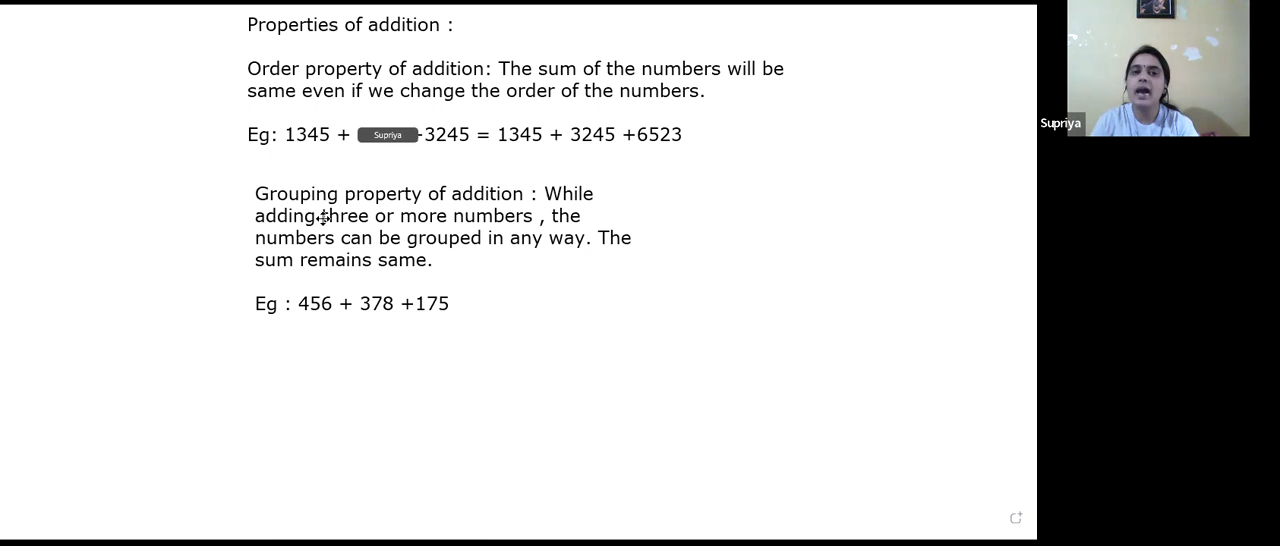 Properties of addition :
Order property of addition: The sum of the numbers will be
same even if we change the order of the numbers.
Eg: 1345 + Supriya -3245 = 1345 + 3245 +6523
Supriya
Grouping property of addition : While
adding three or more numbers , the
numbers can be grouped in any way. The
sum remains same.
Eg : 456 + 378 +175